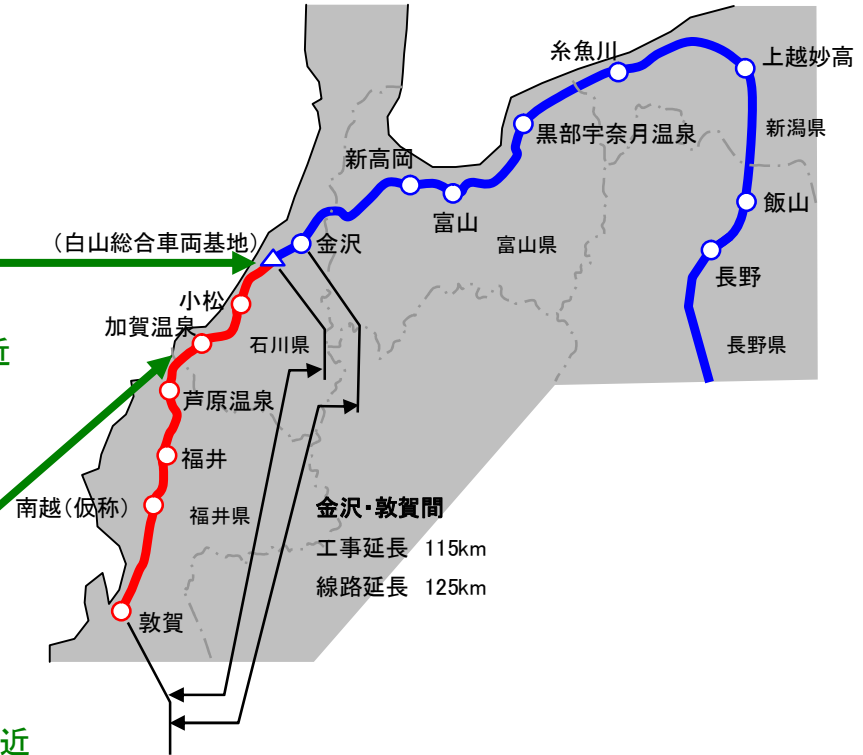 糸魚川
上越妙高
黒部宇奈月温泉
新潟県
新高岡
飯山
富山
(白山総合車両基地)
金沢
富山県
長野
小松
加賀温泉
石川県
長野県
近
芦原温泉
福井
南越(仮称)
福井県
金沢・敦賀間
工事延長 115km
線路延長 125km
敦賀
近